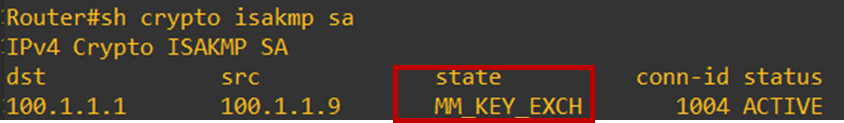 Router#sh crypto isakmp sa
IPv4 Crypto ISAKMP SA
dst src state conn-id status
100.1.1.1 100.1.1.9 MM_KEY_EXCH 1004 ACTIVE